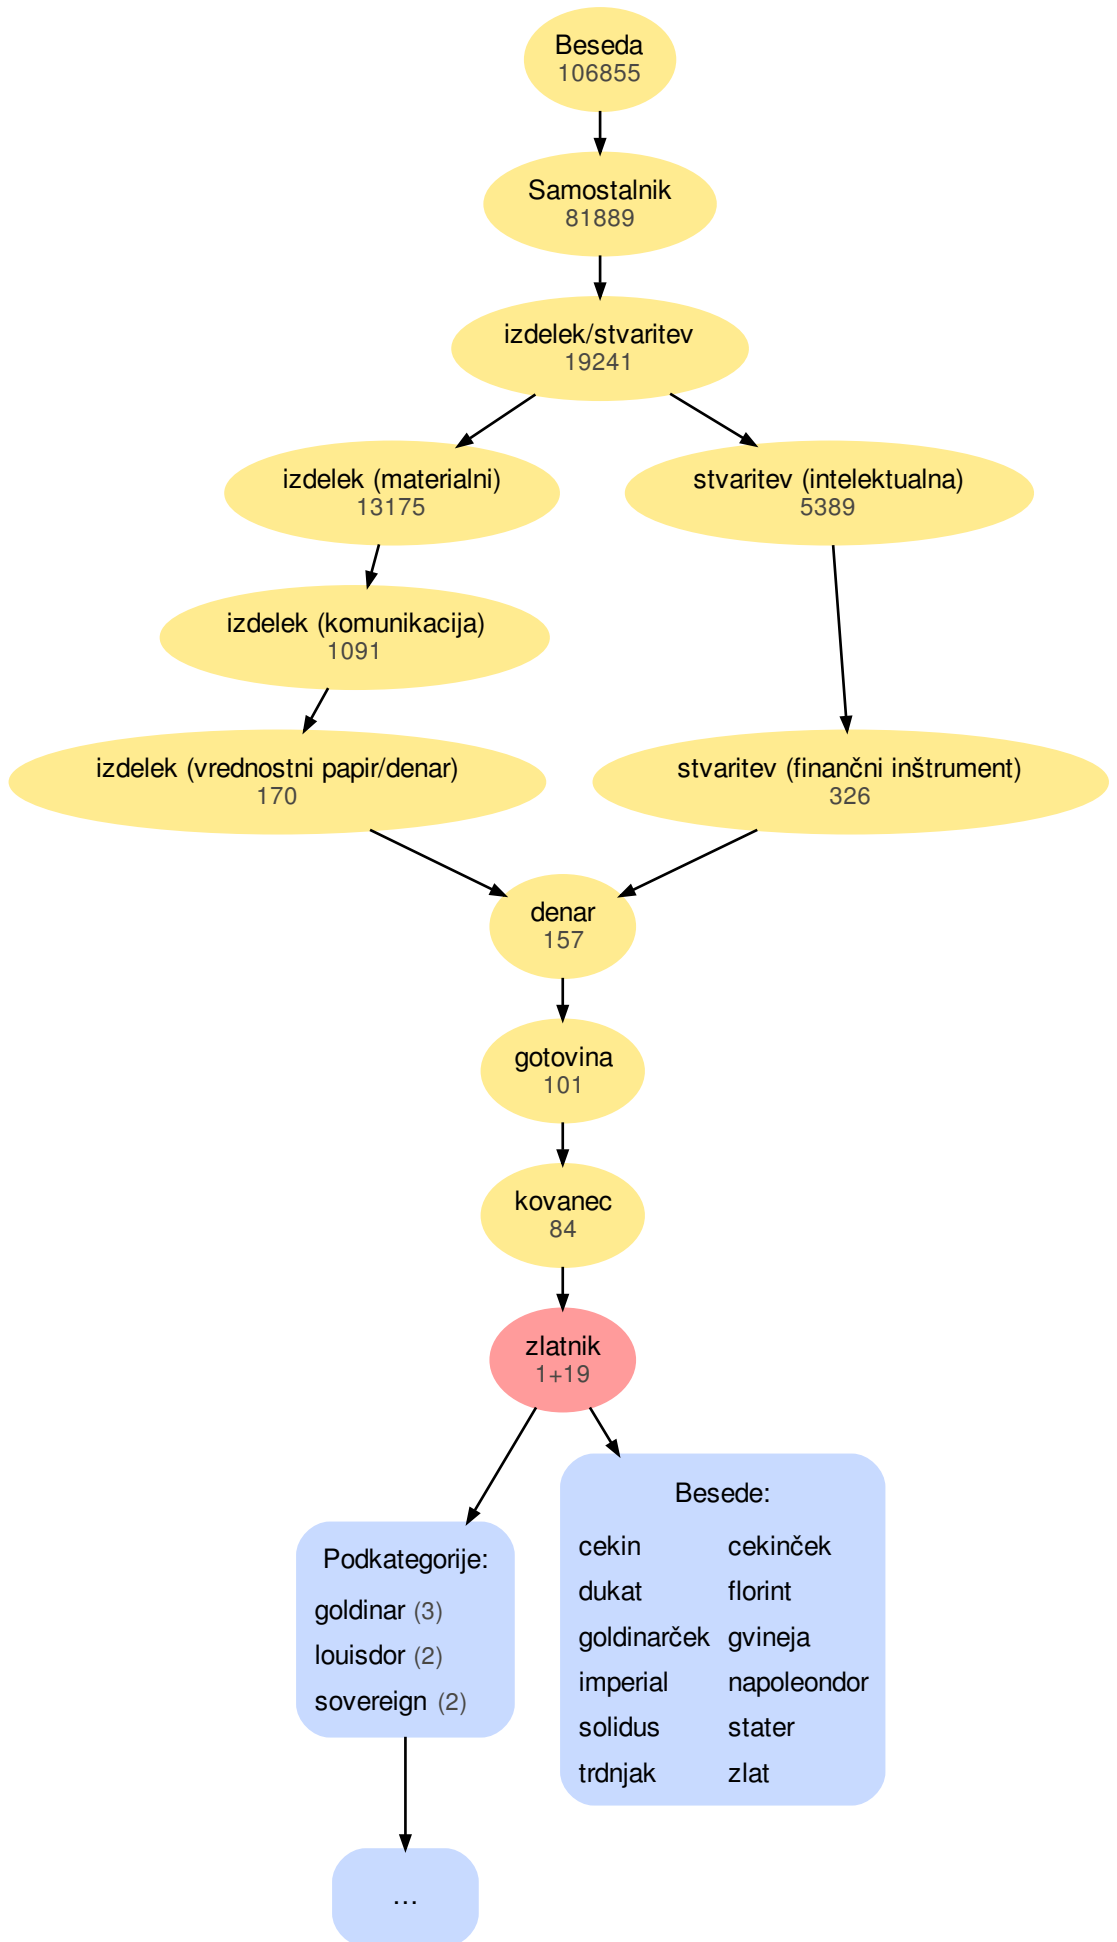 Beseda
106855
Samostalnik
81889
izdelek/stvaritev
19241
izdelek (materialni)
13175
stvaritev (intelektualna)
5389
izdelek (komunikacija)
1091
izdelek (vrednostni papir/denar)
170
stvaritev (finančni inštrument)
326
denar
157
gotovina
101
kovanec
84
zlatnik
1+19
Podkategorije:
goldinar (3)
louisdor (2)
sovereign (2)
Besede:
cekin cekinček
dukat florint
goldinarček gvineja
imperial napoleondor
solidus stater
trdnjak zlat
...